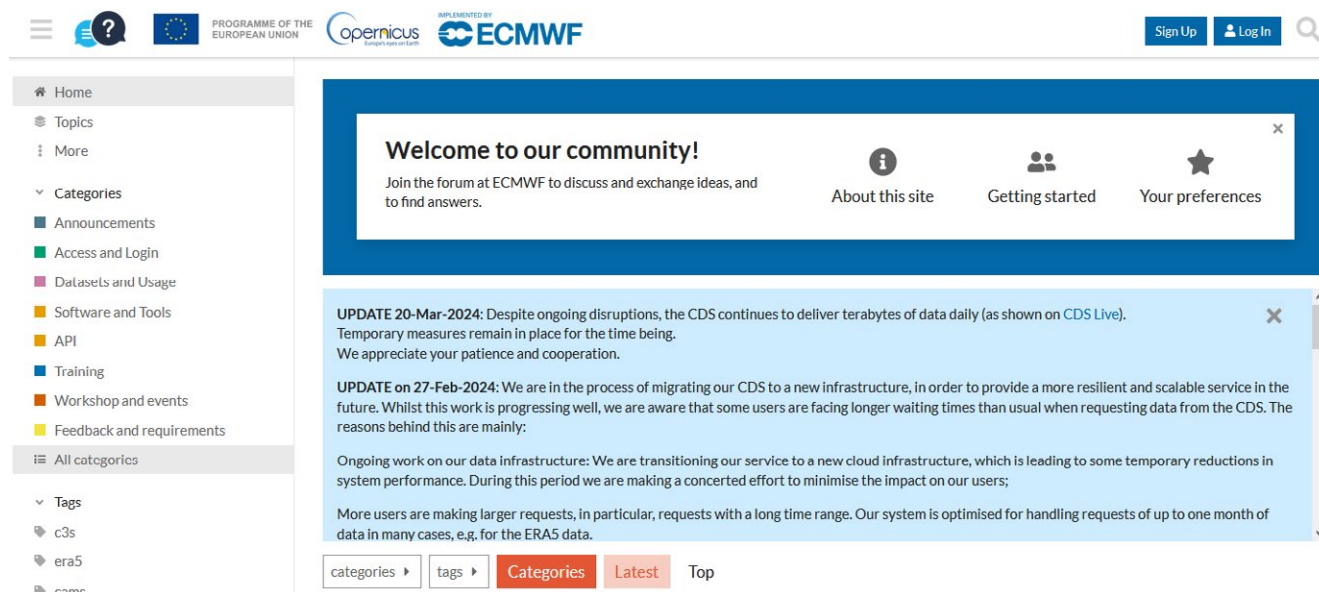 ?
PROGRAMME OF THE
EUROPEAN UNION
Copernicus
Europe's eyes on Earth
IMPLEMENTED BY
ECMWF
Sign Up
Log In
Home
Topics
More
Categories
Announcements
Access and Login
Datasets and Usage
Software and Tools
API
Training
Workshop and events
Feedback and requirements
All categories
Tags
c3s
era5
cams
Welcome to our community!
Join the forum at ECMWF to discuss and exchange ideas, and
to find answers.
About this site
Getting started
Your preferences
UPDATE 20-Mar-2024: Despite ongoing disruptions, the CDS continues to deliver terabytes of data daily (as shown on CDS Live).
Temporary measures remain in place for the time being.
We appreciate your patience and cooperation.
UPDATE on 27-Feb-2024: We are in the process of migrating our CDS to a new infrastructure, in order to provide a more resilient and scalable service in the
future. Whilst this work is progressing well, we are aware that some users are facing longer waiting times than usual when requesting data from the CDS. The
reasons behind this are mainly:
Ongoing work on our data infrastructure: We are transitioning our service to a new cloud infrastructure, which is leading to some temporary reductions in
system performance. During this period we are making a concerted effort to minimise the impact on our users;
More users are making larger requests, in particular, requests with a long time range. Our system is optimised for handling requests of up to one month of
data in many cases, e.g. for the ERA5 data.
categories
tags
Categories
Latest
Top